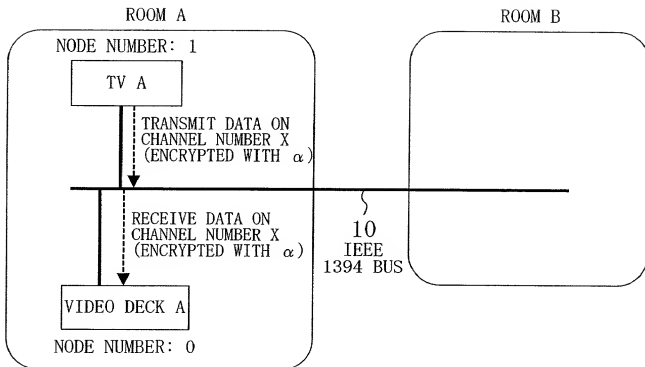 ROOM A
ROOM B
NODE NUMBER: 1
TV A
TRANSMIT DATA ON
CHANNEL NUMBER X
(ENCRYPTED WITH α)
RECEIVE DATA ON
CHANNEL NUMBER X
(ENCRYPTED WITH α)
10
IEEE
1394 BUS
VIDEO DECK A
NODE NUMBER: 0